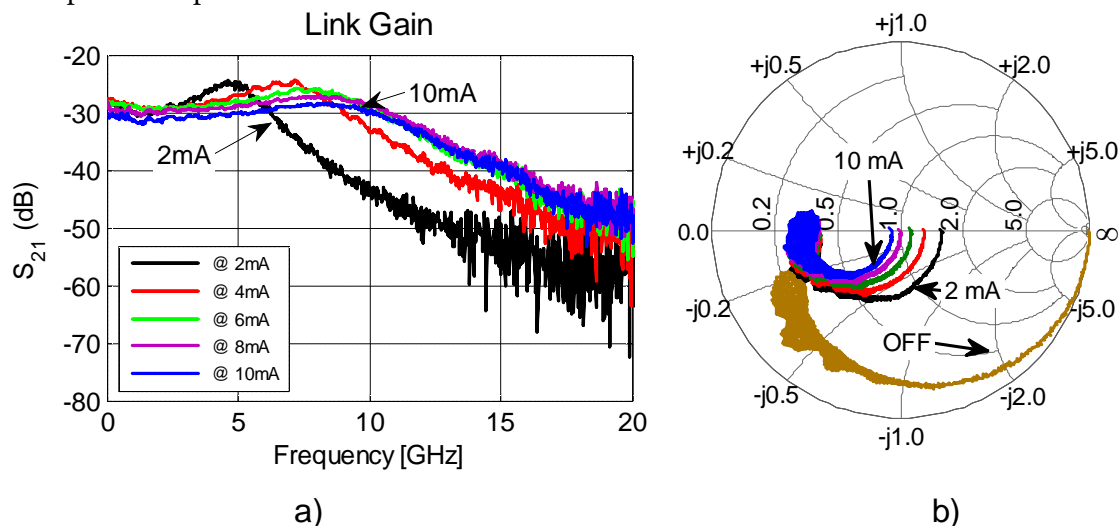 Link Gain
S21 (dB)
-20
-30
-40
-50
-60
-70
-80
0
5
10
15
20
Frequency [GHz]
10mA
2mA
@ 2mA
@ 4mA
@ 6mA
@ 8mA
@ 10mA
a)
+j1.0
+j0.5
+j2.0
+j0.2
+j5.0
10 mA
0.0
0.2
0.5
1.0
2.0
5.0
∞
2 mA
-j0.2
-j5.0
OFF
-j0.5
-j2.0
-j1.0
b)